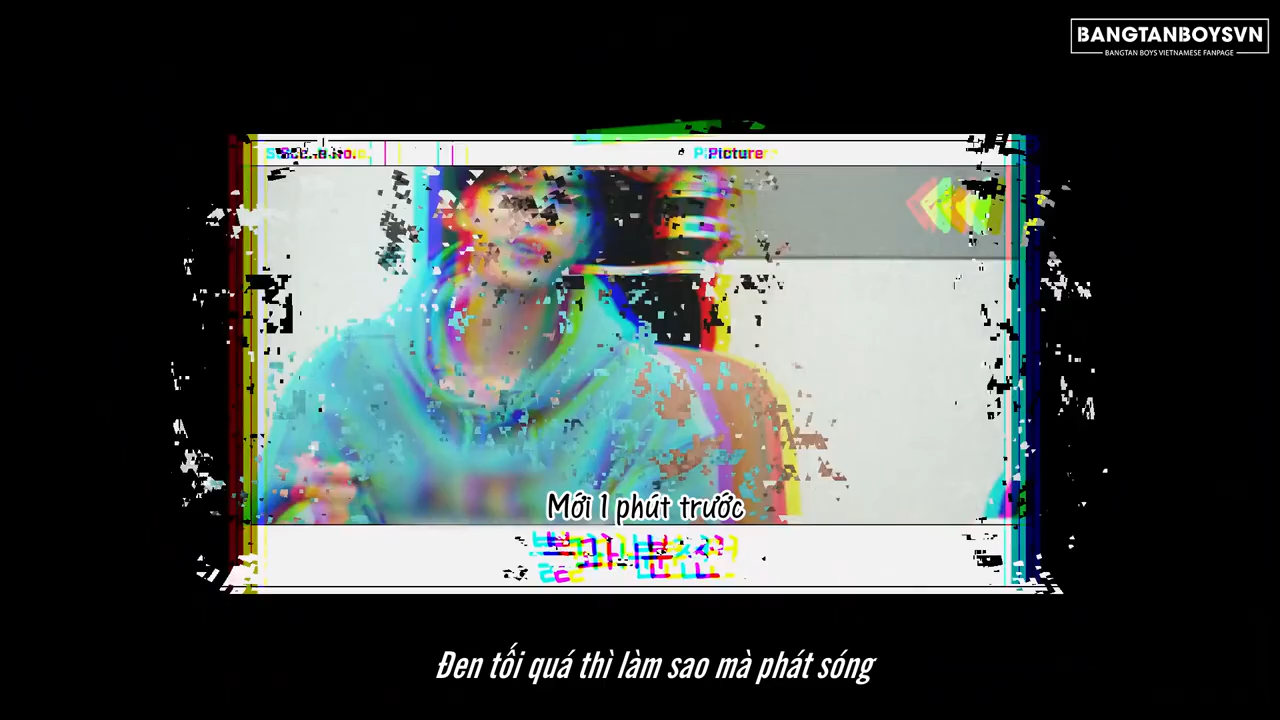 BANGTANBOYSVN
BANGTAN BOYS VIETNAMESE FANPAGE
Picture
Mới 1 phút trước
Đen tối quá thì làm sao mà phát sóng